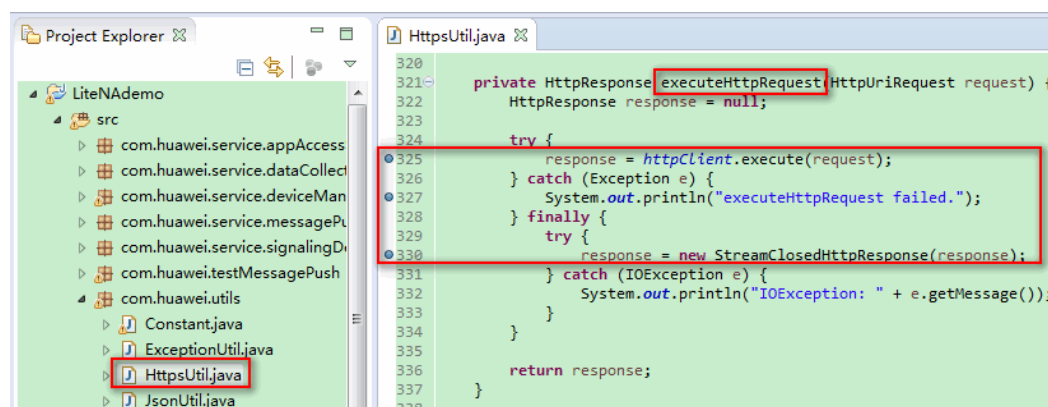 Project Explorer
LiteNAdemo
src
com.huawei.service.appAccess
com.huawei.service.dataCollect
com.huawei.service.deviceMan
com.huawei.service.messagePu
com.huawei.service.signalingDe
com.huawei.testMessagePush
com.huawei.utils
Constant.java
ExceptionUtil.java
HttpsUtil.java
JsonUtil.java
HttpsUtil.java
320
321 private HttpResponse executeHttpRequest(HttpUriRequest request) {
322 HttpResponse response = null;
323
324 try {
325 response = httpClient.execute(request);
326 } catch (Exception e) {
327 System.out.println("executeHttpRequest failed.");
328 } finally {
329 try {
330 response = new StreamClosedHttpResponse(response);
331 } catch (IOException e) {
332 System.out.println("IOException: " + e.getMessage());
333 }
334 }
335
336 return response;
337 }